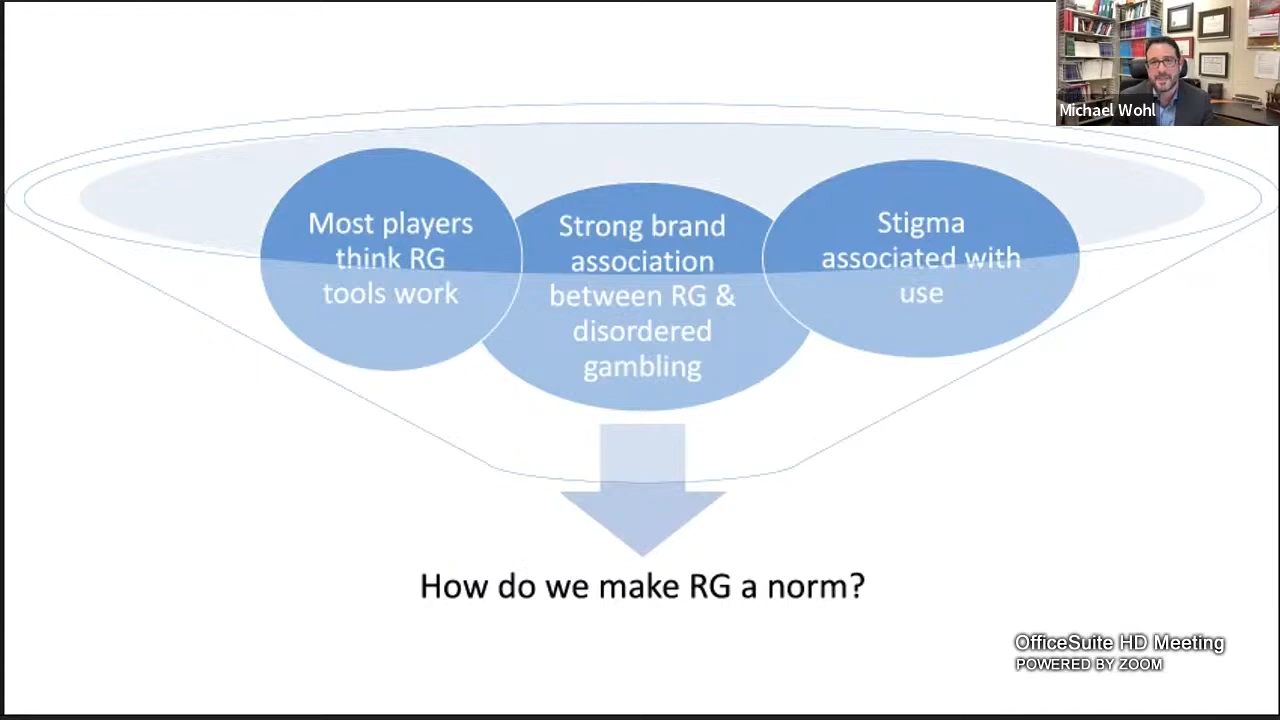 Michael Wohl
Most players
think RG
tools work
Strong brand
association
between RG &
disordered
gambling
Stigma
associated with
use
How do we make RG a norm?
OfficeSuite HD Meeting
POWERED BY ZOOM